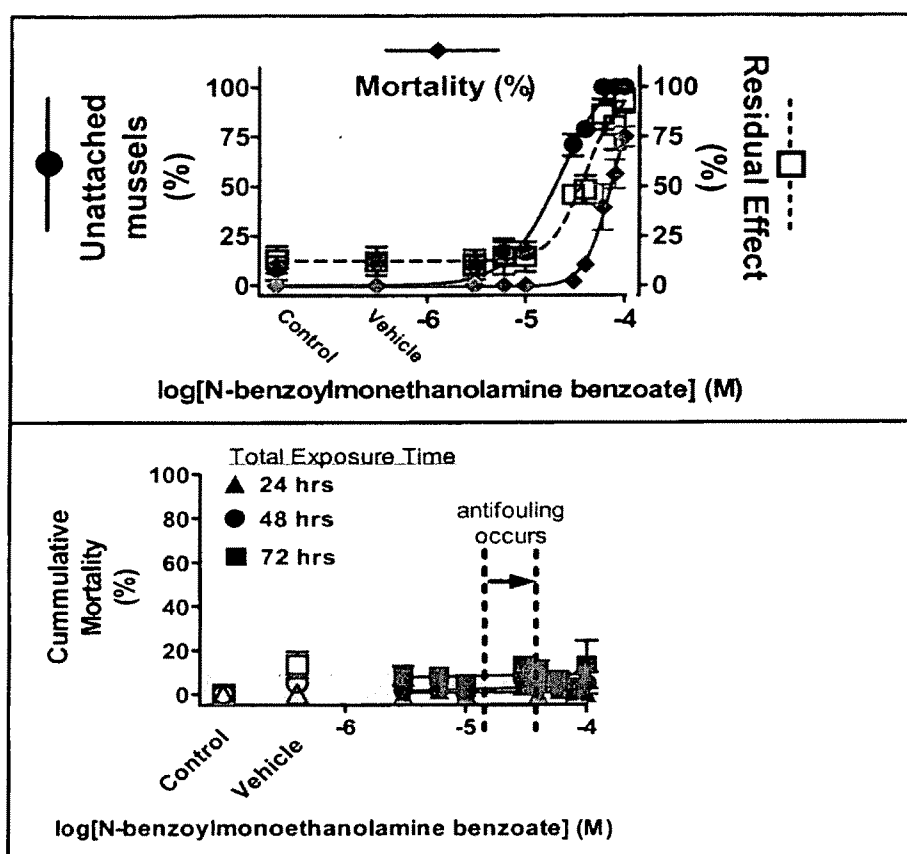 Mortality (%)
Unattached
mussels
(%)
100
75
50
25
0
100
75
50
25
0
(%)
Residual Effect
Control
Vehicle
-6
-5
-4
log[N-benzoylmonethanolamine benzoate] (M)
Total Exposure Time
24 hrs
48 hrs
72 hrs
antifouling
occurs
Cummulative
Mortality
(%)
100
80
60
40
20
0
Control
Vehicle
-6
-5
-4
log[N-benzoylmonoethanolamine benzoate] (M)